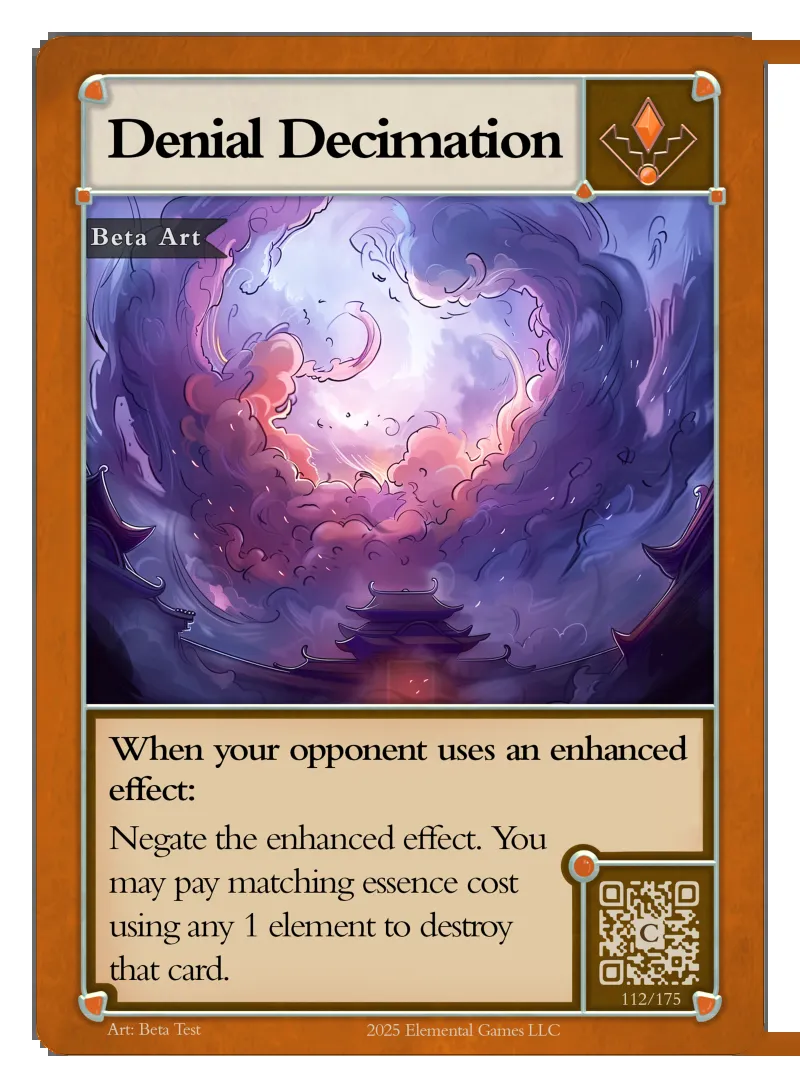 Denial Decimation
Beta Art
When your opponent uses an enhanced
effect:
Negate the enhanced effect. You
may pay matching essence cost
using any 1 element to destroy
that card.
C
112/175
Art: Beta Test
2025 Elemental Games LLC